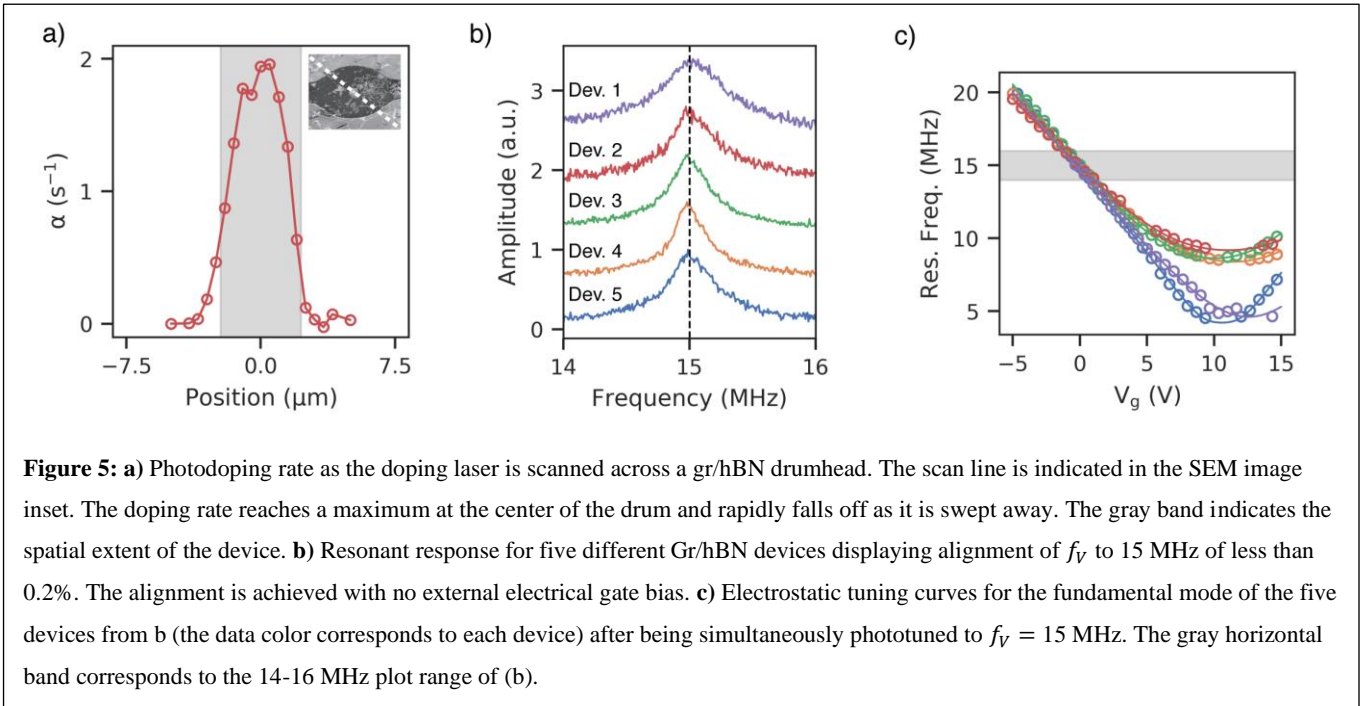 a)
2
1
0
α (s⁻¹)
−7.5
0.0
7.5
Position (μm)
b)
3
2
1
0
Amplitude (a.u.)
Dev. 1
Dev. 2
Dev. 3
Dev. 4
Dev. 5
14
15
16
Frequency (MHz)
c)
20
15
10
5
Res. Freq. (MHz)
−5
0
5
10
15
Vg (V)
Figure 5: a) Photodoping rate as the doping laser is scanned across a gr/hBN drumhead. The scan line is indicated in the SEM image
inset. The doping rate reaches a maximum at the center of the drum and rapidly falls off as it is swept away. The gray band indicates the
spatial extent of the device. b) Resonant response for five different Gr/hBN devices displaying alignment of f_V to 15 MHz of less than
0.2%. The alignment is achieved with no external electrical gate bias. c) Electrostatic tuning curves for the fundamental mode of the five
devices from b (the data color corresponds to each device) after being simultaneously phototuned to f_V = 15 MHz. The gray horizontal
band corresponds to the 14-16 MHz plot range of (b).